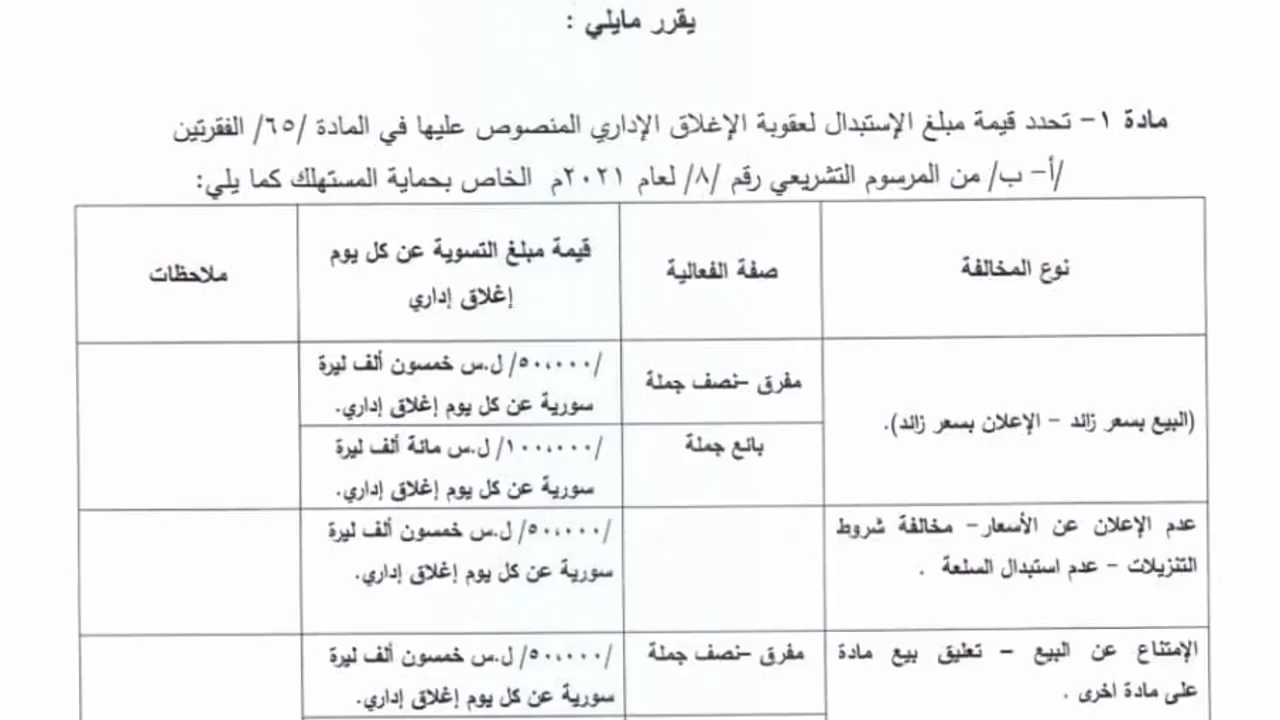 يقرر مايلي :
مادة ١- تحدد قيمة مبلغ الإستبدال لعقوبة الإغلاق الإداري المنصوص عليها في المادة /٦٥/ الفقرتين
/أ- ب/ من المرسوم التشريعي رقم /٨/ لعام ٢٠٢١م الخاص بحماية المستهلك كما يلي:
نوع المخالفة
صفة الفعالية
قيمة مبلغ التسوية عن كل يوم
إغلاق إداري
ملاحظات
(البيع بسعر زائد - الإعلان بسعر زائد).
مفرق -نصف جملة
/٥٠،٠٠٠/ ل.س خمسون ألف ليرة
سورية عن كل يوم إغلاق إداري.
بائع جملة
/١٠٠،٠٠٠/ ل.س مائة ألف ليرة
سورية عن كل يوم إغلاق إداري.
عدم الإعلان عن الأسعار- مخالفة شروط
التنزيلات - عدم استبدال السلعة .
/٥٠،٠٠٠/ ل.س خمسون ألف ليرة
سورية عن كل يوم إغلاق إداري.
الإمتناع عن البيع - تعليق بيع مادة
على مادة اخرى .
مفرق -نصف جملة
/٥٠،٠٠٠/ ل.س خمسون ألف ليرة
سورية عن كل يوم إغلاق إداري.